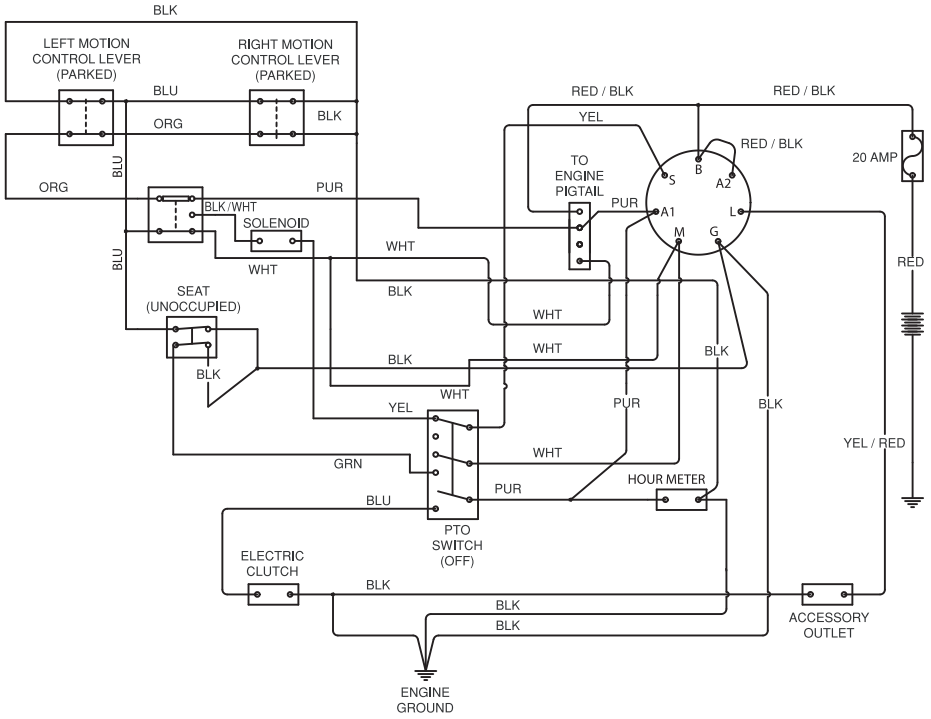 BLK
LEFT MOTION
CONTROL LEVER
(PARKED)
RIGHT MOTION
CONTROL LEVER
(PARKED)
BLU
BLK
ORG
BLU
ORG
PUR
BLK/WHT
SOLENOID
WHT
WHT
BLU
BLK
SEAT
(UNOCCUPIED)
BLK
RED / BLK
RED / BLK
YEL
TO
ENGINE
PIGTAIL
PUR
RED / BLK
20 AMP
B
S
A2
A1
L
M
G
RED
WHT
WHT
BLK
BLK
WHT
YEL
PUR
BLK
YEL / RED
GRN
WHT
HOUR METER
BLU
PUR
PTO
SWITCH
(OFF)
ELECTRIC
CLUTCH
BLK
BLK
BLK
ACCESSORY
OUTLET
ENGINE
GROUND